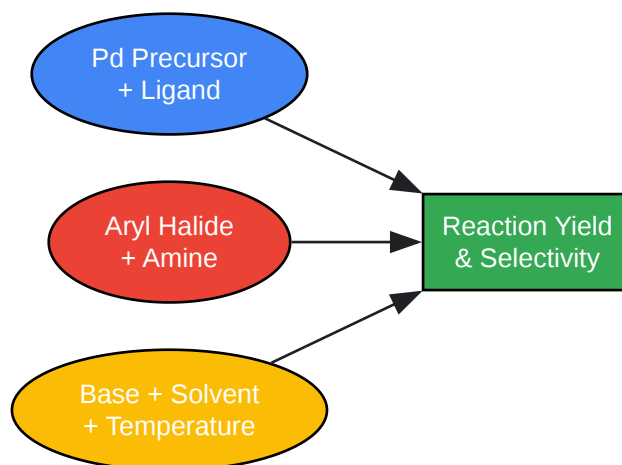 Pd Precursor
+ Ligand
Aryl Halide
+ Amine
Reaction Yield
& Selectivity
Base + Solvent
+ Temperature